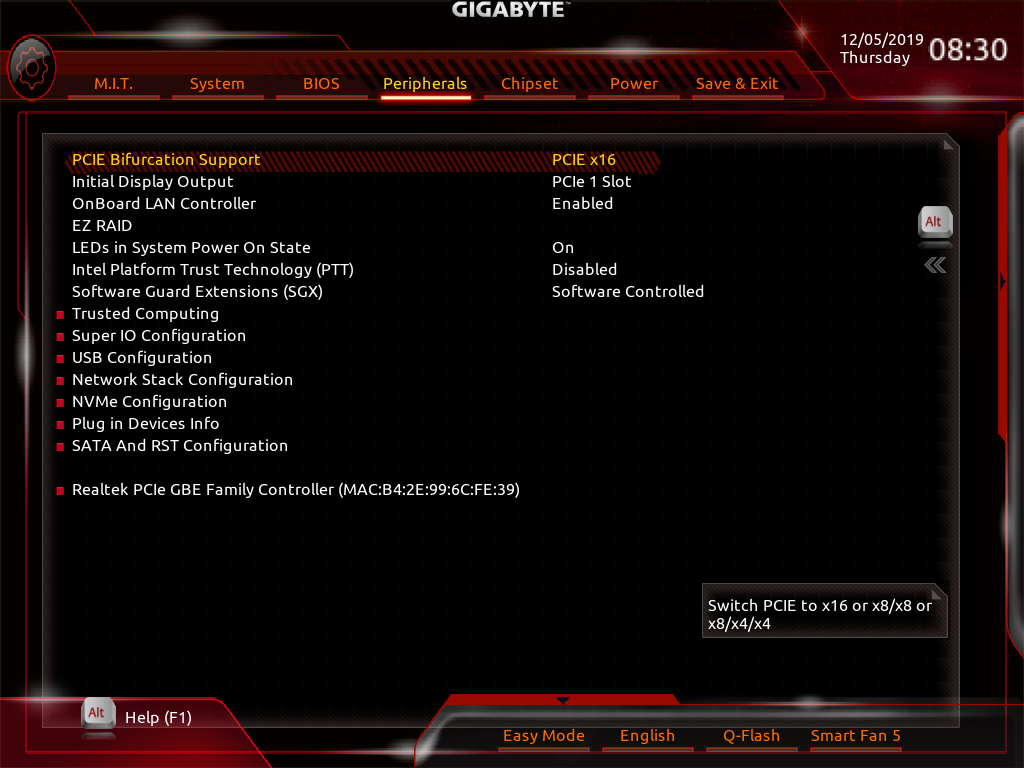 GIGABYTE™
12/05/2019
Thursday
08:30
M.I.T. System BIOS Peripherals Chipset Power Save & Exit
PCIE Bifurcation Support PCIE x16
Initial Display Output PCIe 1 Slot
OnBoard LAN Controller Enabled
EZ RAID
LEDs in System Power On State On
Intel Platform Trust Technology (PTT) Disabled
Software Guard Extensions (SGX) Software Controlled
Trusted Computing
Super IO Configuration
USB Configuration
Network Stack Configuration
NVMe Configuration
Plug in Devices Info
SATA And RST Configuration
Realtek PCIe GBE Family Controller (MAC:B4:2E:99:6C:FE:39)
Alt
Switch PCIE to x16 or x8/x8 or
x8/x4/x4
Alt Help (F1)
Easy Mode English Q-Flash Smart Fan 5